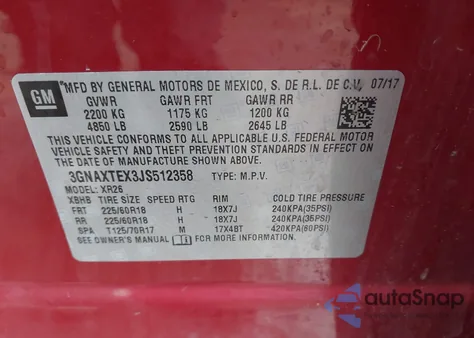 GM
MFD BY GENERAL MOTORS DE MEXICO, S. DE R.L. DE C.V. 07/17
GVWR GAWR FRT GAWR RR
2200 KG 1175 KG 1200 KG
4850 LB 2590 LB 2645 LB
THIS VEHICLE CONFORMS TO ALL APPLICABLE U.S. FEDERAL MOTOR
VEHICLE SAFETY AND THEFT PREVENTION STANDARDS IN EFFECT ON
THE DATE OF MANUFACTURE SHOWN ABOVE.
3GNAXTEX3JS512358 TYPE: M.P.V.
MODEL: XR26
XBHB TIRE SIZE SPEED RTG RIM COLD TIRE PRESSURE
FRT 225/60R18 H 18X7J 240KPA(35PSI)
RR 225/60R18 H 18X7J 240KPA(35PSI)
SPA T125/70R17 M 17X4BT 420KPA(60PSI)
SEE OWNER'S MANUAL FOR MORE INFORMATION.
autoSnap